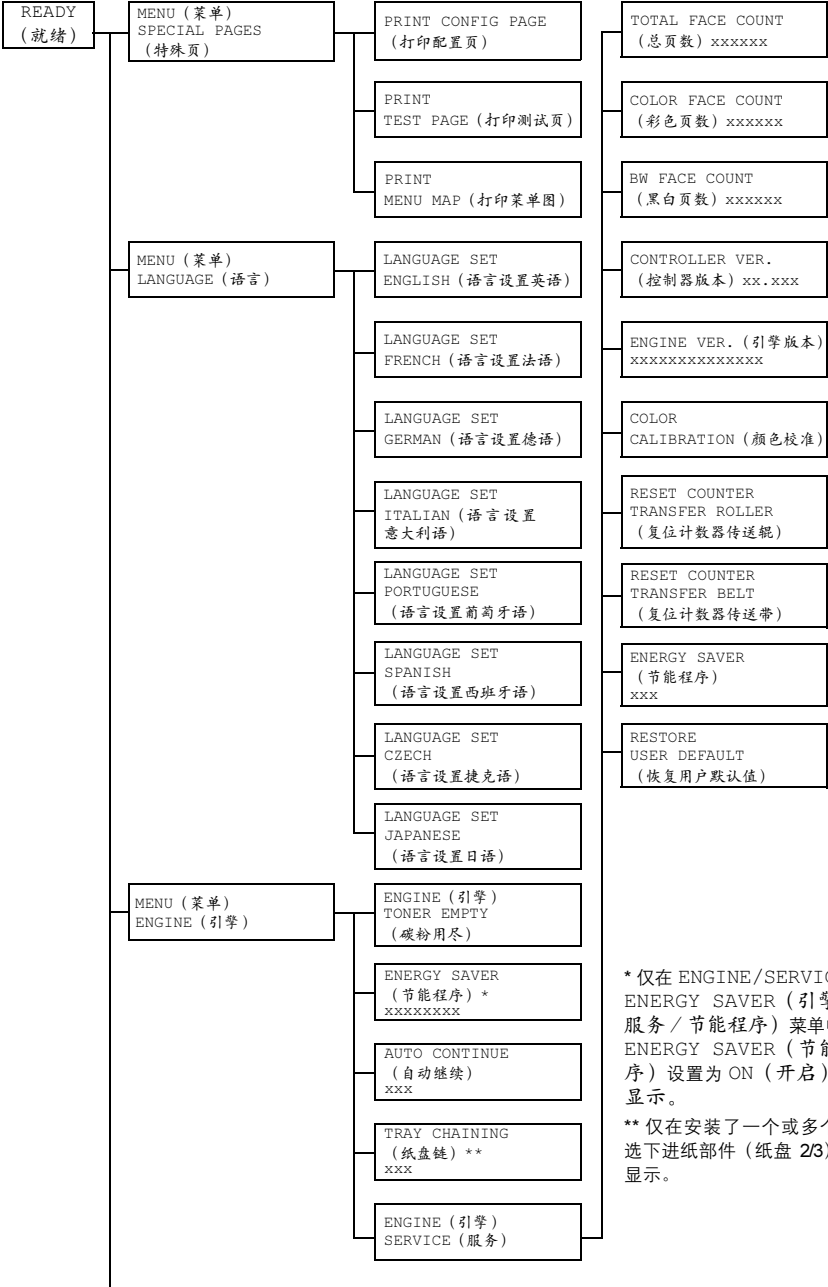 READY
（就绪）
MENU（菜单）
SPECIAL PAGES
（特殊页）
PRINT CONFIG PAGE
（打印配置页）
PRINT
TEST PAGE（打印测试页）
PRINT
MENU MAP（打印菜单图）
MENU（菜单）
LANGUAGE（语言）
LANGUAGE SET
ENGLISH（语言设置英语）
LANGUAGE SET
FRENCH（语言设置法语）
LANGUAGE SET
GERMAN（语言设置德语）
LANGUAGE SET
ITALIAN（语言设置
意大利语）
LANGUAGE SET
PORTUGUESE
（语言设置葡萄牙语）
LANGUAGE SET
SPANISH
（语言设置西班牙语）
LANGUAGE SET
CZECH
（语言设置捷克语）
LANGUAGE SET
JAPANESE
（语言设置日语）
MENU（菜单）
ENGINE（引擎）
ENGINE（引擎）
TONER EMPTY
（碳粉用尽）
ENERGY SAVER
（节能程序）*
xxxxxxxx
AUTO CONTINUE
（自动继续）
xxx
TRAY CHAINING
（纸盘链）**
xxx
ENGINE（引擎）
SERVICE（服务）
TOTAL FACE COUNT
（总页数）xxxxxx
COLOR FACE COUNT
（彩色页数）xxxxxx
BW FACE COUNT
（黑白页数）xxxxxx
CONTROLLER VER.
（控制器版本）xx.xxx
ENGINE VER.（引擎版本）
xxxxxxxxxxxxxx
COLOR
CALIBRATION（颜色校准）
RESET COUNTER
TRANSFER ROLLER
（复位计数器传送辊）
RESET COUNTER
TRANSFER BELT
（复位计数器传送带）
ENERGY SAVER
（节能程序）
xxx
RESTORE
USER DEFAULT
（恢复用户默认值）
* 仅在 ENGINE/SERVIC
ENERGY SAVER（引擎
服务／节能程序）菜单
ENERGY SAVER（节能
序）设置为 ON（开启）
显示。
** 仅在安装了一个或多个
选下进纸部件（纸盘 2/3）
显示。